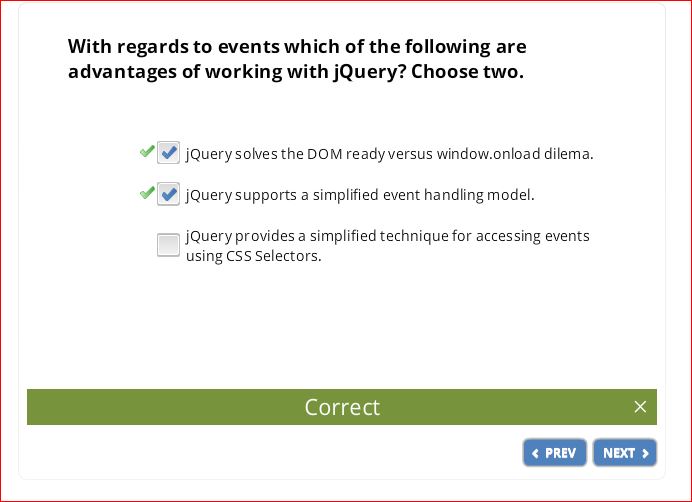 With regards to events which of the following are
advantages of working with jQuery? Choose two.
jQuery solves the DOM ready versus window.onload dilema.
jQuery supports a simplified event handling model.
jQuery provides a simplified technique for accessing events
using CSS Selectors.
Correct
PREV NEXT